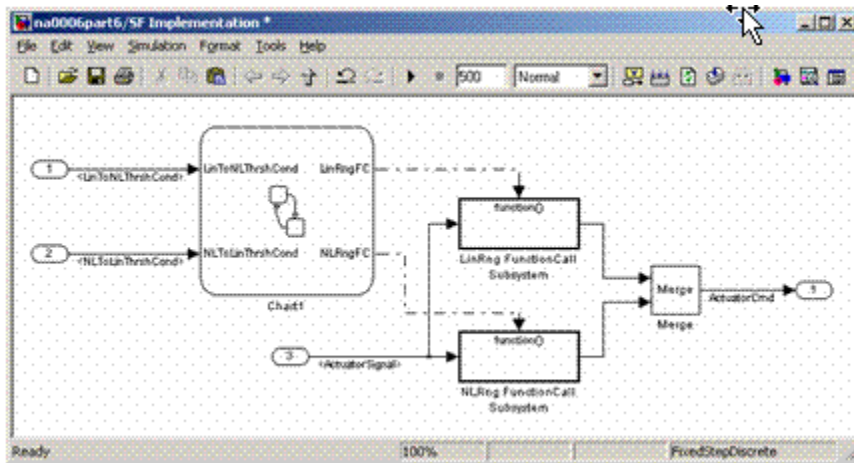 na0006part6/SF Implementation *
File Edit View Simulation Format Tools Help
500 Normal
1
<LinToNLThrshCond>
LinToNLThrshCond LinRngFC
function()
2
<NLToLinThrshCond>
NLToLinThrshCond NLRngFC
LinRng FunctionCall
Subsystem
Chart1
Merge
ActuatorCmd
1
Merge
3
<ActuatorSignal>
function()
NLRng FunctionCall
Subsystem
Ready 100% FixedStepDiscrete